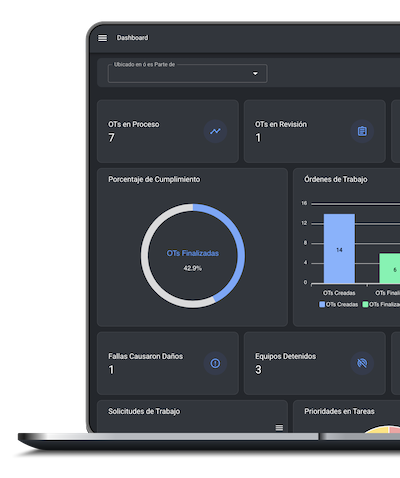 Dashboard
Ubicado en ó es Parte de
OTs en Proceso
7
OTs en Revisión
1
Porcentaje de Cumplimiento
OTs Finalizadas
42.9%
Órdenes de Trabajo
16
12
8
4
0
14
6
OTs Creadas
OTs Finali
OTs Creadas
OTs Finaliza
Fallas Causaron Daños
1
Equipos Detenidos
3
Solicitudes de Trabajo
Prioridades en Tareas